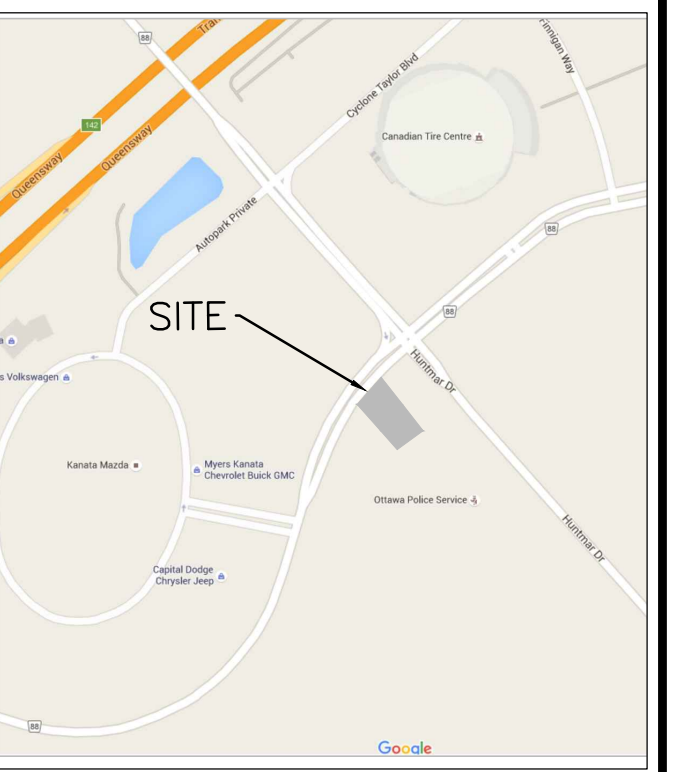 88
Finnigan Way
Cyclone Taylor Blvd
142
Queensway
Queensway
Canadian Tire Centre
Autopark Private
88
88
SITE
s Volkswagen
Huntmar Dr
Kanata Mazda
Myers Kanata
Chevrolet Buick GMC
Ottawa Police Service
Huntmar Dr
Capital Dodge
Chrysler Jeep
88
Google